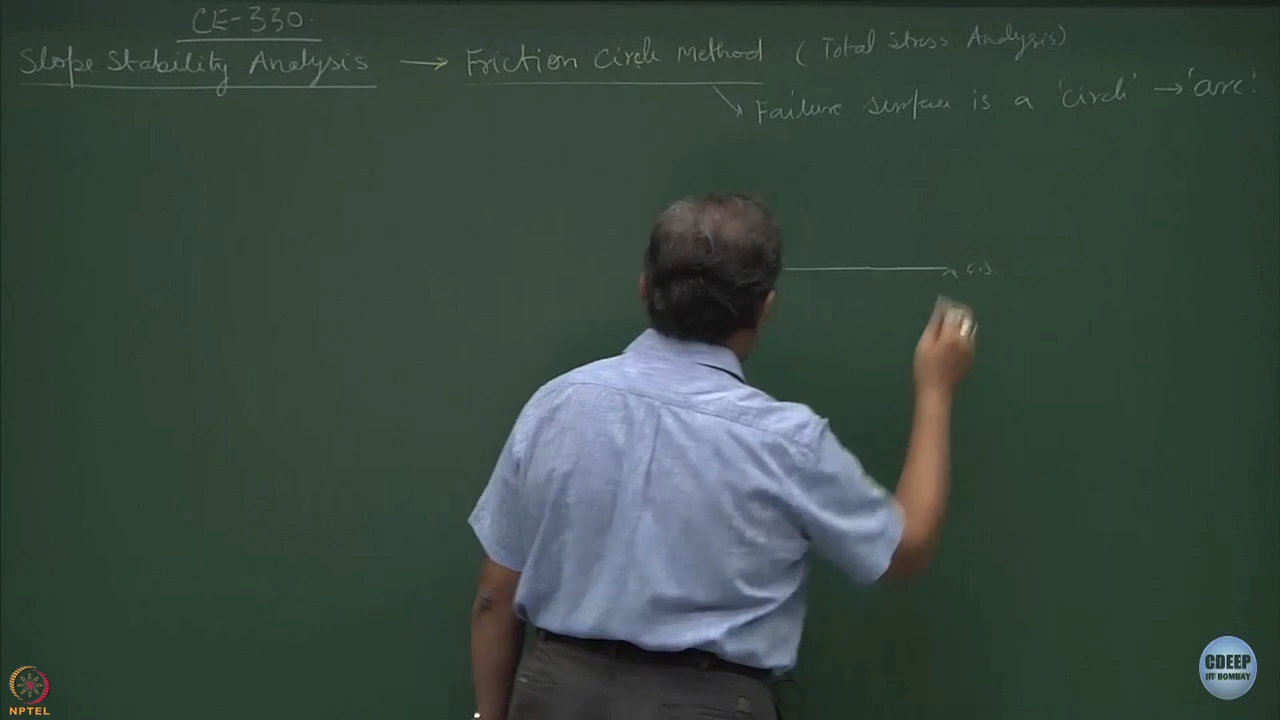 CE-330.
Slope Stability Analysis → Friction Circle Method (Total Stress Analysis)
Failure surface is a 'circle' → 'arc'
NPTEL
CDEEP
IIT BOMBAY